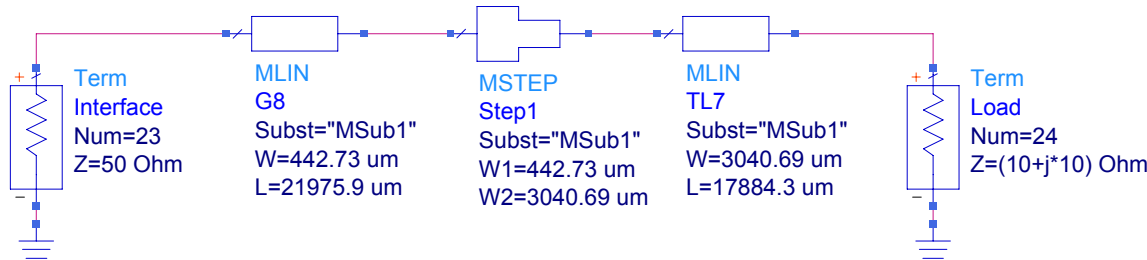 +
Term
Interface
Num=23
Z=50 Ohm
−
MLIN
G8
Subst="MSub1"
W=442.73 um
L=21975.9 um
MSTEP
Step1
Subst="MSub1"
W1=442.73 um
W2=3040.69 um
MLIN
TL7
Subst="MSub1"
W=3040.69 um
L=17884.3 um
+
Term
Load
Num=24
Z=(10+j*10) Ohm
−